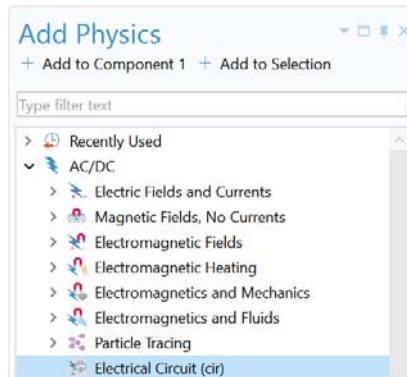 Add Physics
+ Add to Component 1 + Add to Selection
Type filter text
Recently Used
AC/DC
Electric Fields and Currents
Magnetic Fields, No Currents
Electromagnetic Fields
Electromagnetic Heating
Electromagnetics and Mechanics
Electromagnetics and Fluids
Particle Tracing
Electrical Circuit (cir)